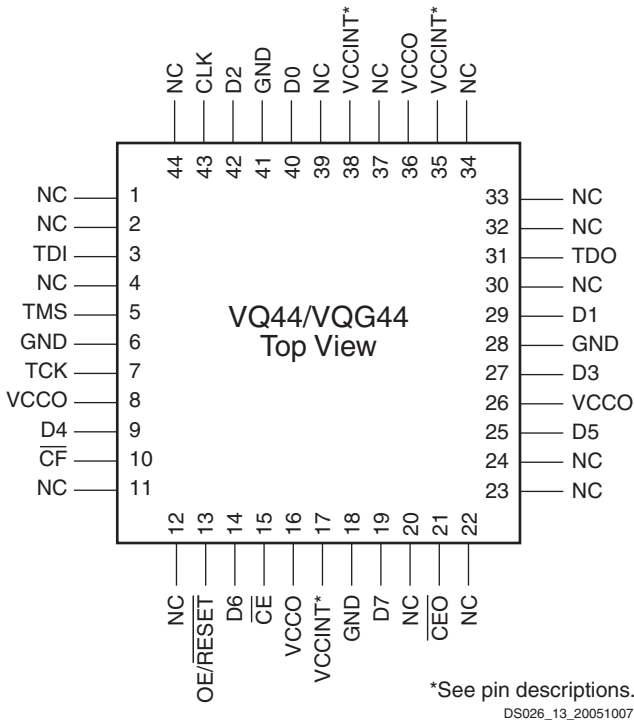 NC CLK D2 GND D0 NC VCCINT* NC VCCO VCCINT* NC
44 43 42 41 40 39 38 37 36 35 34
NC 1 33 NC
NC 2 32 NC
TDI 3 31 TDO
NC 4 30 NC
TMS 5 29 D1
GND 6 28 GND
TCK 7 27 D3
VCCO 8 26 VCCO
D4 9 25 D5
CF 10 24 NC
NC 11 23 NC
VQ44/VQG44
Top View
12 13 14 15 16 17 18 19 20 21 22
NC OE/RESET D6 CE VCCO VCCINT* GND D7 NC CEO NC
*See pin descriptions.
DS026_13_20051007